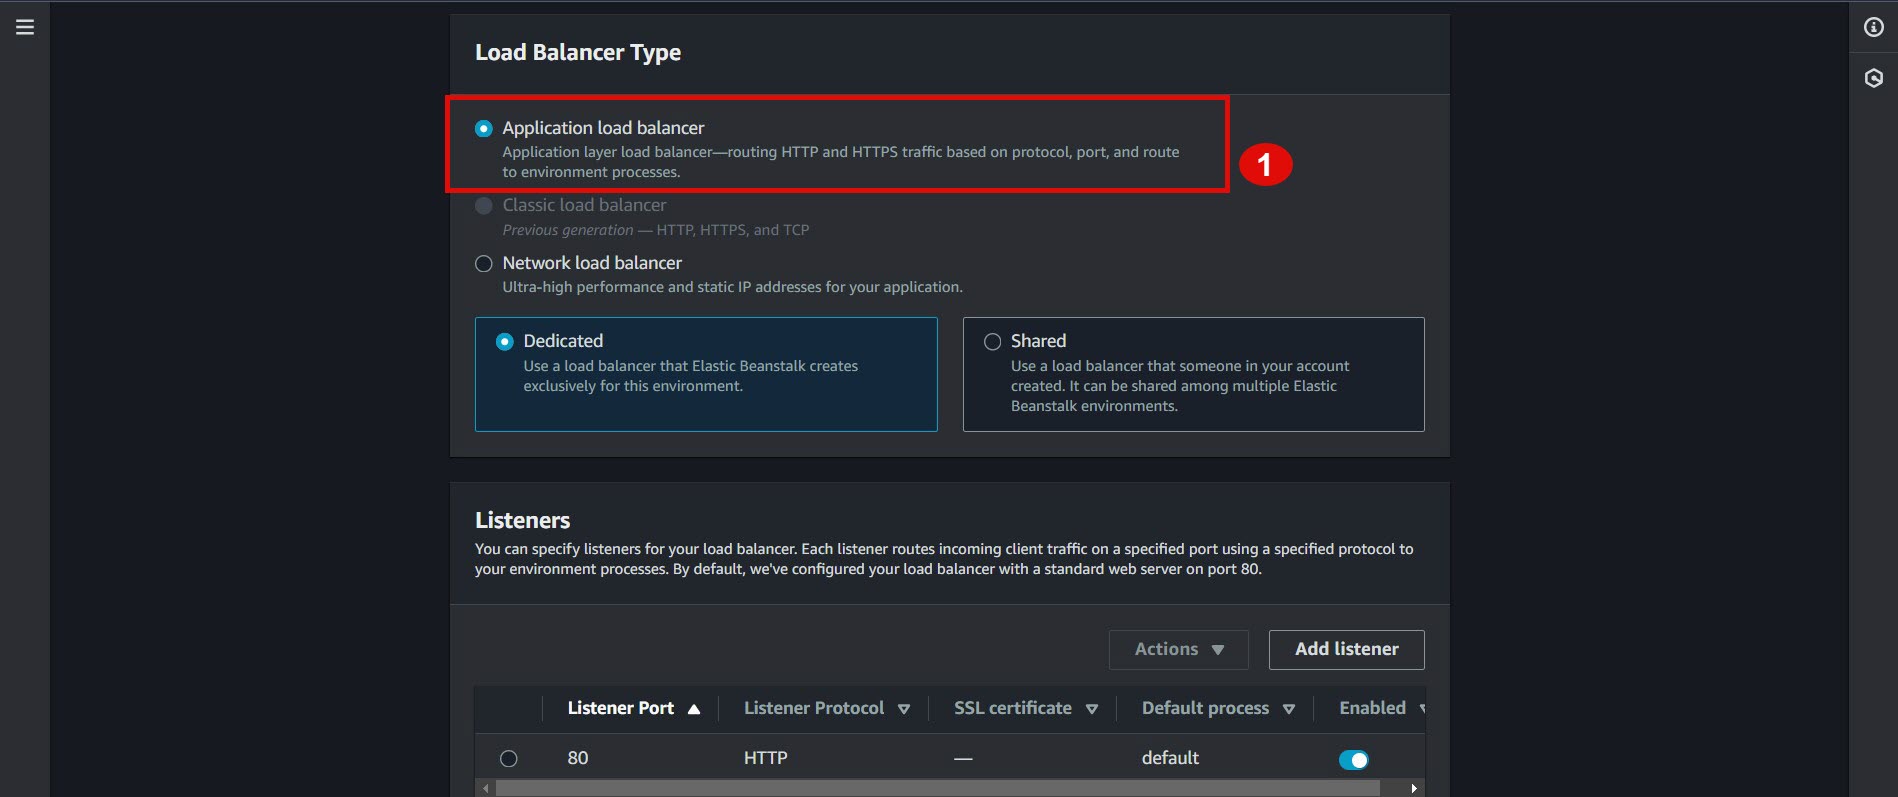 Load Balancer Type
Application load balancer
Application layer load balancer—routing HTTP and HTTPS traffic based on protocol, port, and route
to environment processes.
1
Classic load balancer
Previous generation — HTTP, HTTPS, and TCP
Network load balancer
Ultra-high performance and static IP addresses for your application.
Dedicated
Use a load balancer that Elastic Beanstalk creates
exclusively for this environment.
Shared
Use a load balancer that someone in your account
created. It can be shared among multiple Elastic
Beanstalk environments.
Listeners
You can specify listeners for your load balancer. Each listener routes incoming client traffic on a specified port using a specified protocol to
your environment processes. By default, we've configured your load balancer with a standard web server on port 80.
Actions Add listener
Listener Port Listener Protocol SSL certificate Default process Enabled
80 HTTP — default